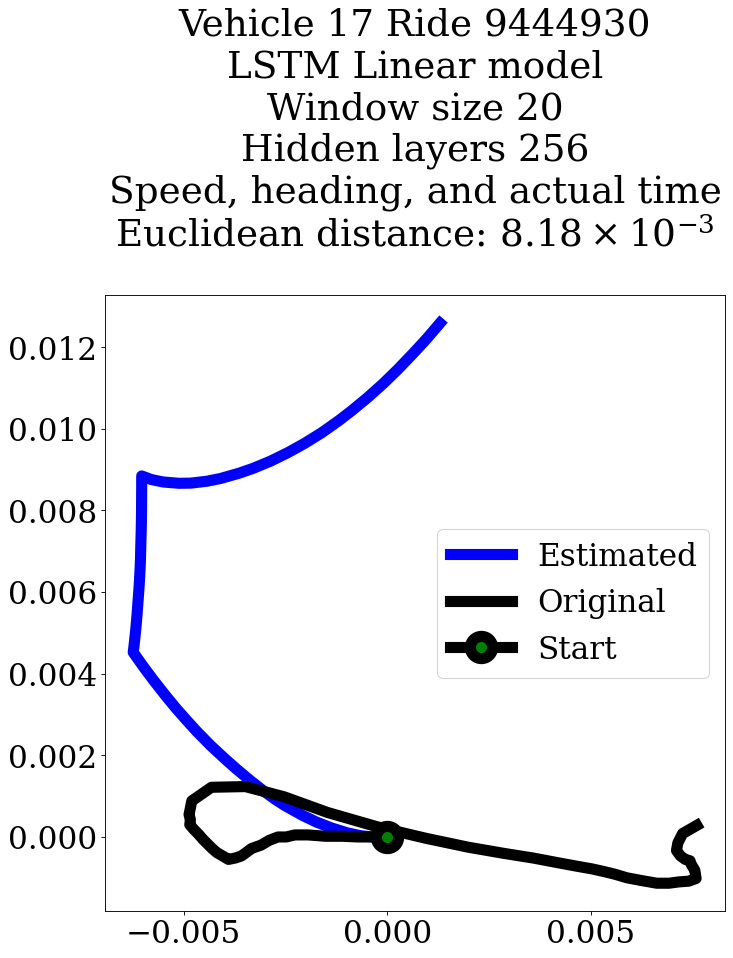 Vehicle 17 Ride 9444930
LSTM Linear model
Window size 20
Hidden layers 256
Speed, heading, and actual time
Euclidean distance: 8.18 × 10⁻³
0.012
0.010
0.008
0.006
0.004
0.002
0.000
Estimated
Original
Start
−0.005
0.000
0.005